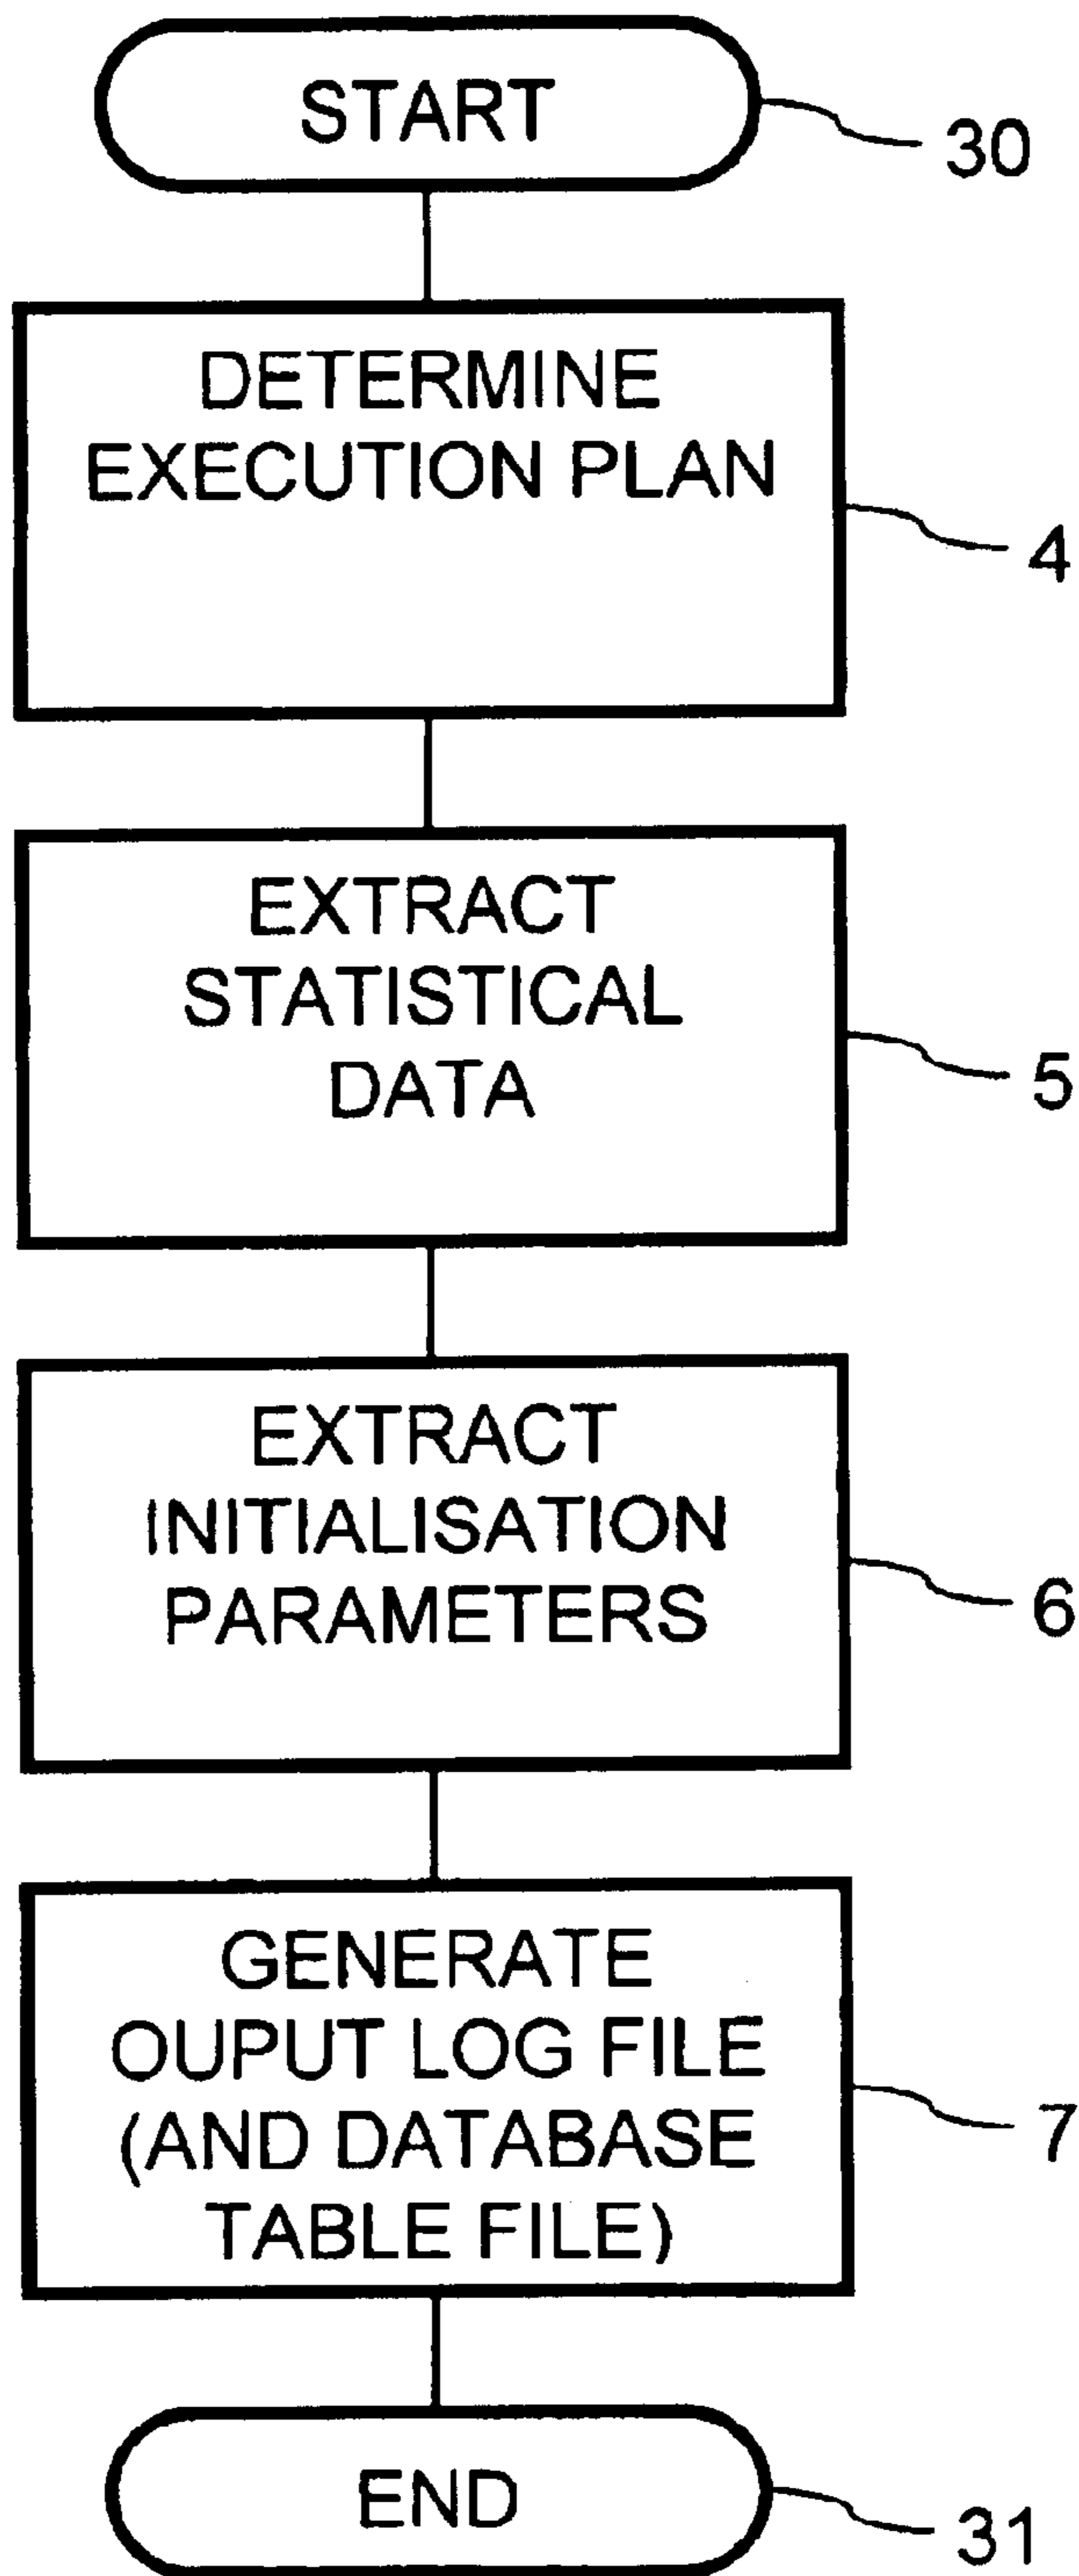 START
30
DETERMINE
EXECUTION PLAN
4
EXTRACT
STATISTICAL
DATA
5
EXTRACT
INITIALISATION
PARAMETERS
6
GENERATE
OUPUT LOG FILE
(AND DATABASE
TABLE FILE)
7
END
31